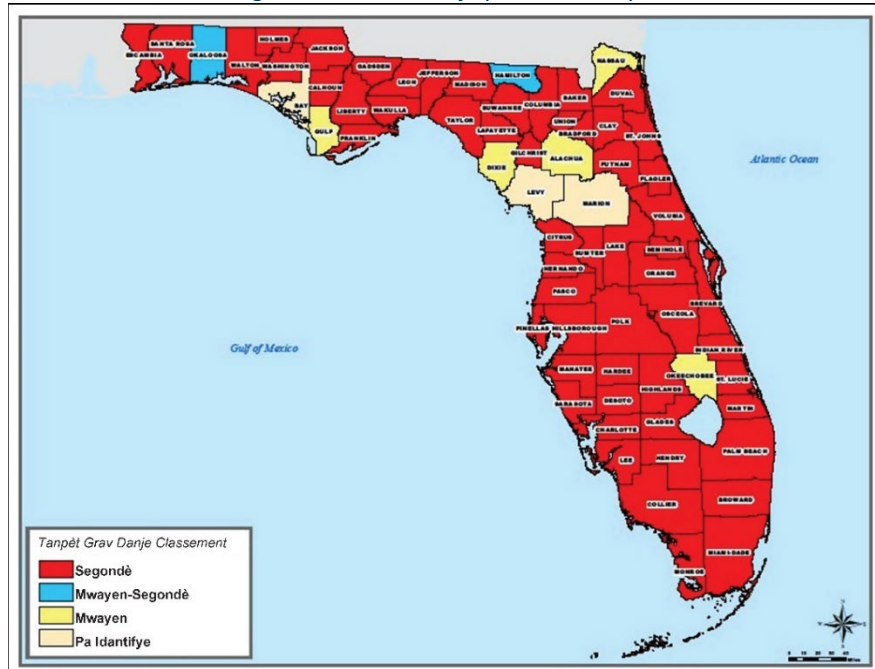 HOLMES
SANTA ROSA
OKALOOSA
JACKSON
ESCAMBIA
WALTON
WASHINGTON
GADSDEN
NASSAU
HAMILTON
JEFFERSON
MADISON
LEON
CALHOUN
BAY
LIBERTY
WAKULLA
SUWANNEE
COLUMBIA
BAKER
DUVAL
TAYLOR
UNION
CLAY
GULF
FRANKLIN
LAFAYETTE
BRADFORD
ST. JOHNS
GILCHRIST
ALACHUA
Atlantic Ocean
DIXIE
PUTNAM
FLAGLER
LEVY
MARION
VOLUSIA
CITRUS
LAKE
SEMINOLE
SUMTER
HERNANDO
ORANGE
PASCO
BREVARD
OSCEOLA
POLK
PINELLAS
HILLSBOROUGH
Gulf of Mexico
INDIAN RIVER
MANATEE
HARDEE
OKEECHOBEE
ST. LUCIE
HIGHLANDS
SARASOTA
DESOTO
MARTIN
CHARLOTTE
GLADES
PALM BEACH
LEE
HENDRY
COLLIER
BROWARD
MIAMI-DADE
MONROE
Tanpèt Grav Danje Classement
Segondè
Mwayen-Segondè
Mwayen
Pa Idantifye